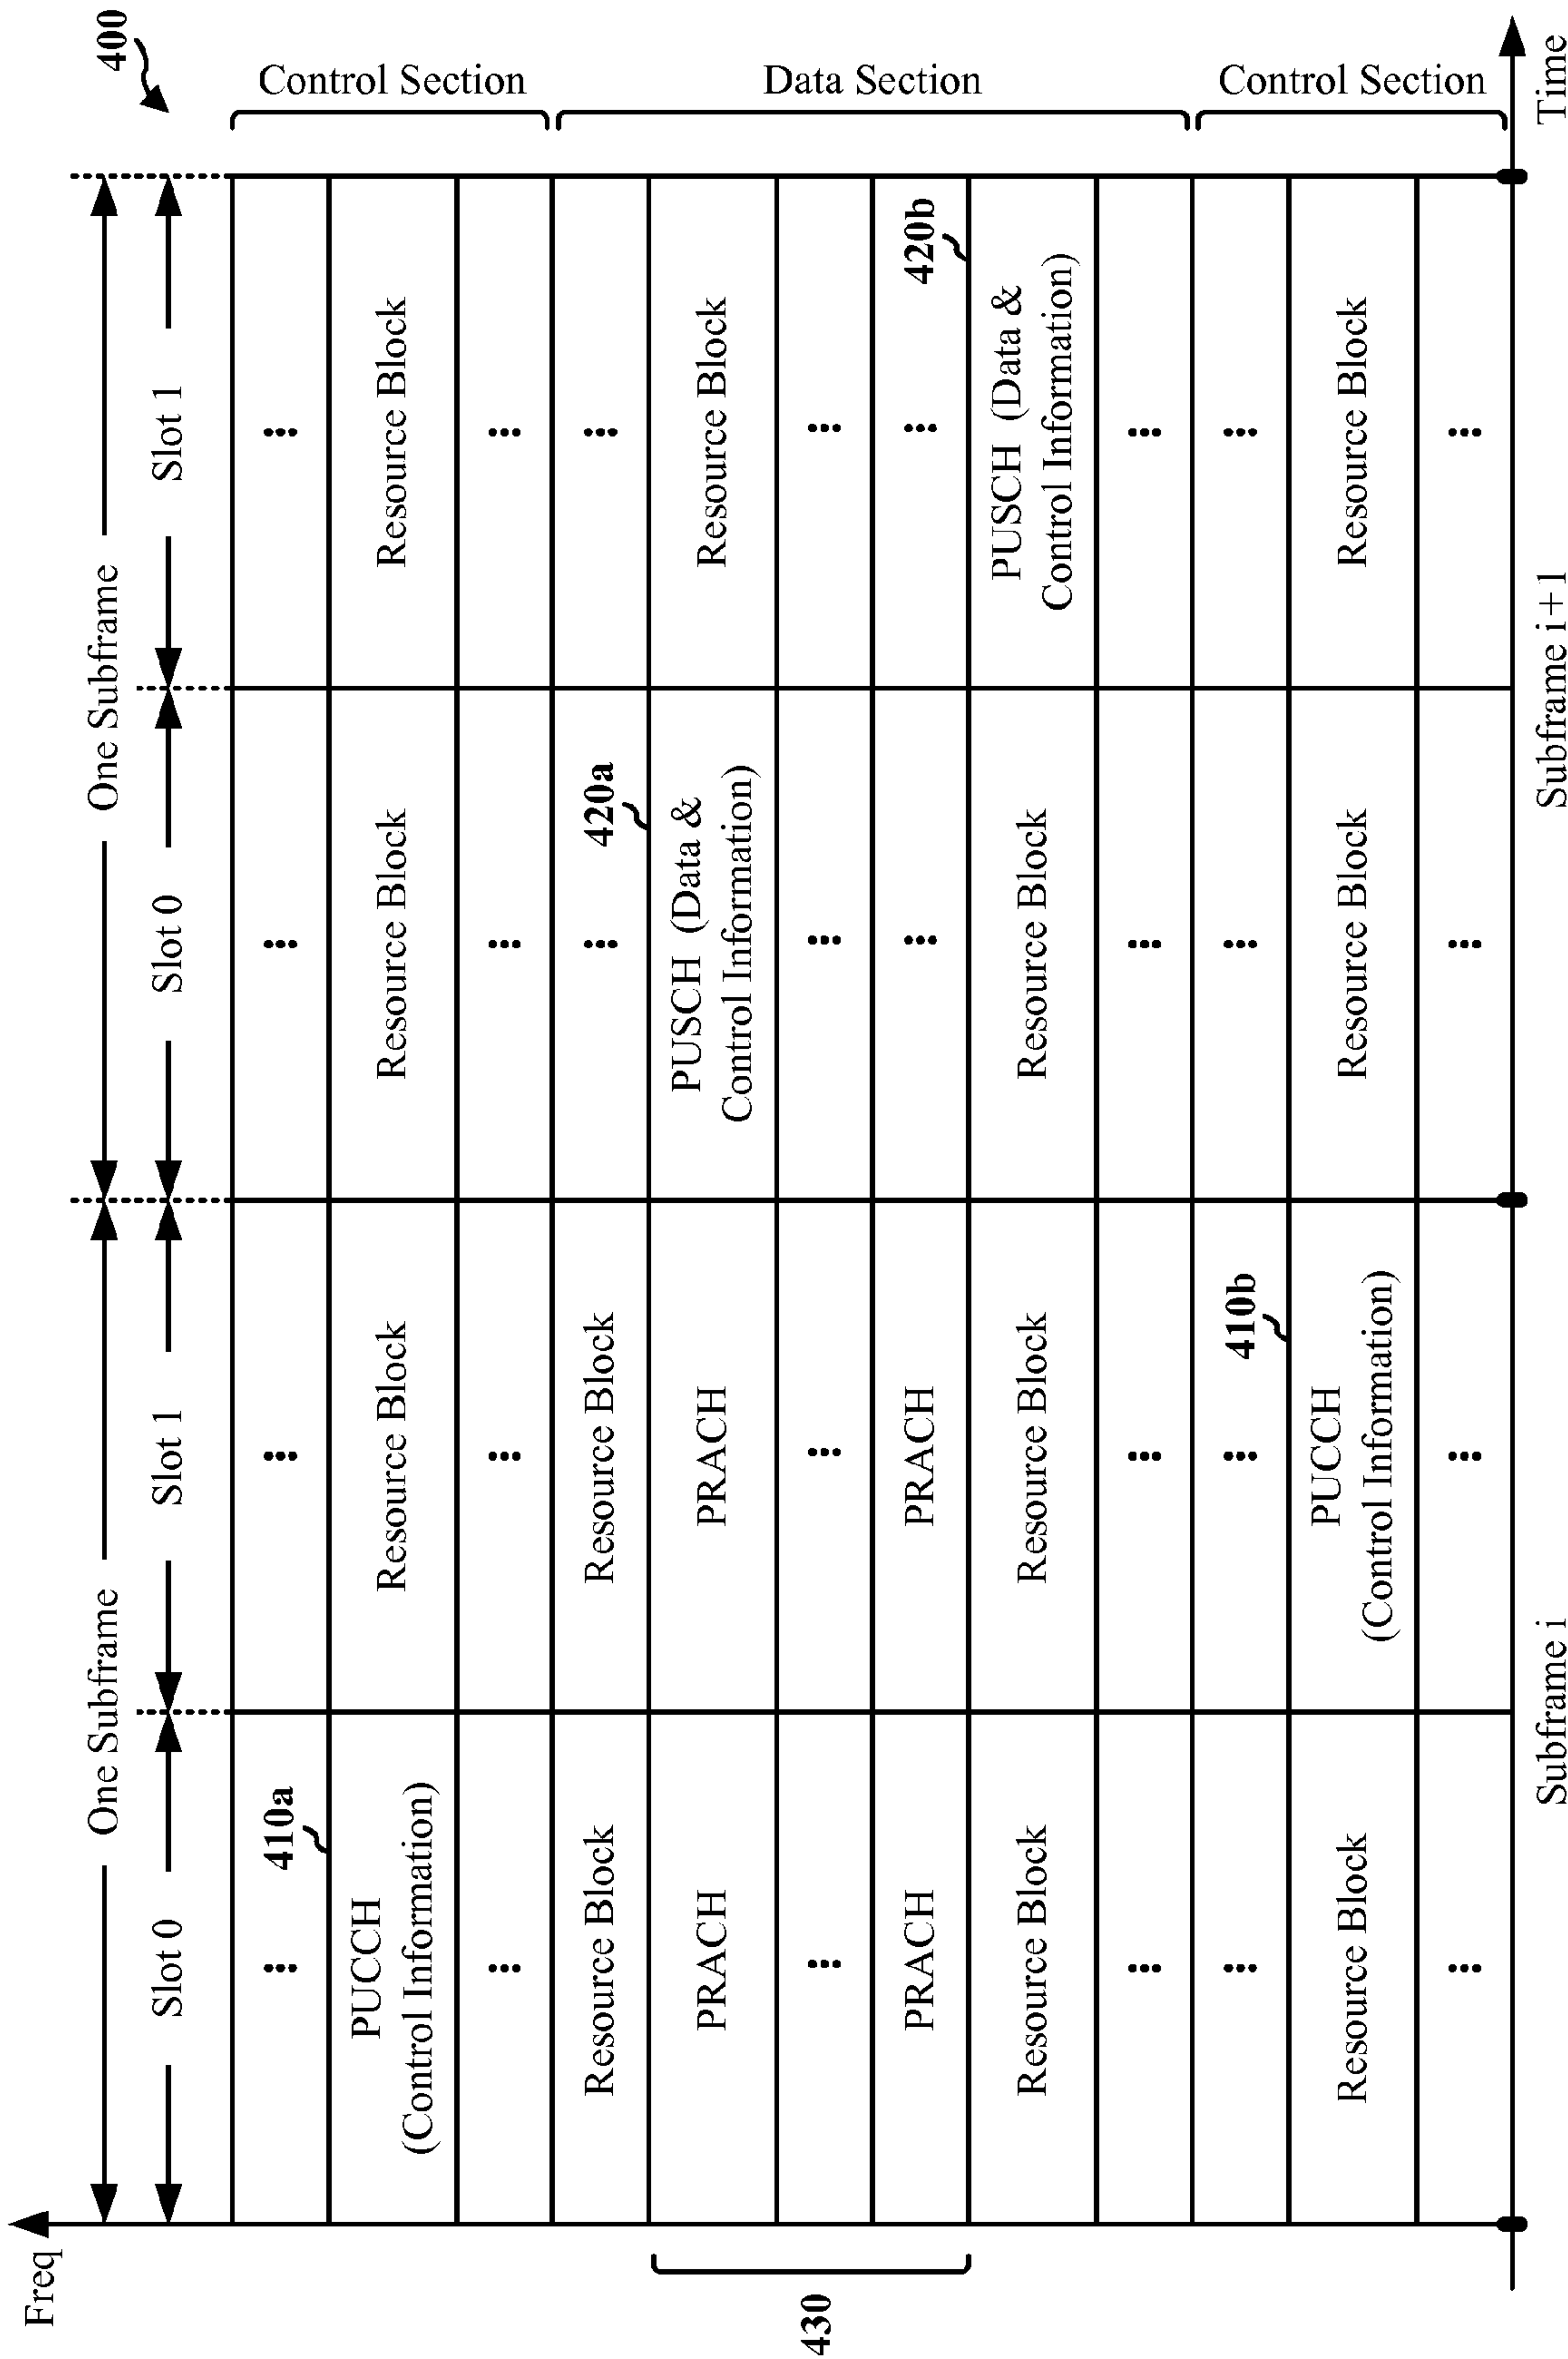 400
One Subframe
One Subframe
Slot 0
Slot 1
Slot 0
Slot 1
Freq
⋮
410a
⋮
⋮
⋮
Control Section
PUCCH
(Control Information)
Resource Block
Resource Block
Resource Block
⋮
⋮
⋮
⋮
Resource Block
Resource Block
⋮
420a
⋮
Data Section
430
PRACH
PRACH
PUSCH (Data &
Control Information)
Resource Block
⋮
⋮
⋮
⋮
PRACH
PRACH
⋮
⋮
420b
Resource Block
Resource Block
Resource Block
PUSCH (Data &
Control Information)
⋮
⋮
⋮
⋮
⋮
⋮
410b
⋮
⋮
Control Section
Resource Block
PUCCH
(Control Information)
Resource Block
Resource Block
⋮
⋮
⋮
⋮
Subframe i
Subframe i+1
Time